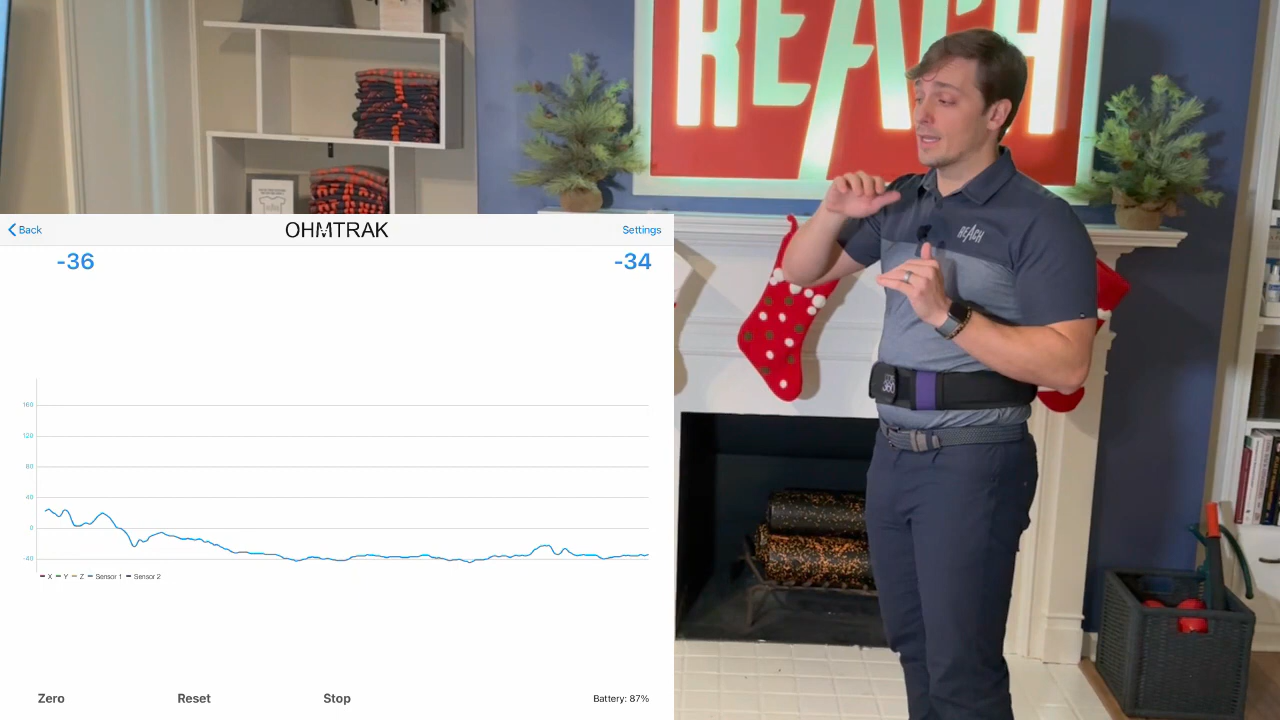 REACH
Back
OHMTRAK
Settings
-36
-34
REACH
360
160
120
80
40
0
-40
X Y Z Sensor 1 Sensor 2
Zero
Reset
Stop
Battery: 87%